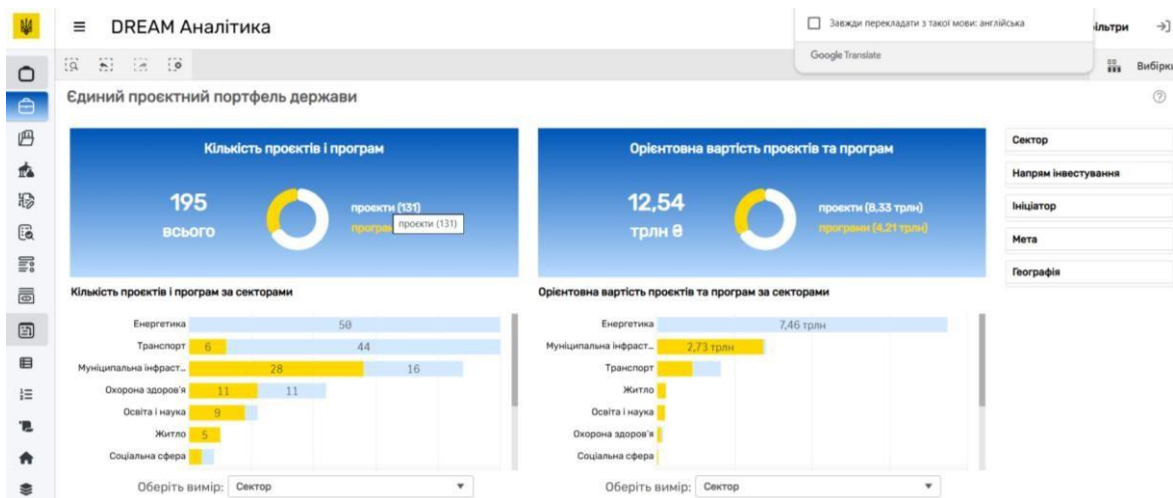 DREAM Аналітика
Завжди перекладати з такої мови: англійська
Google Translate
ільтри
Вибірки
Єдиний проєктний портфель держави
Кількість проєктів і програм
195
всього
проєкти (131)
програ
проєкти (131)
Орієнтовна вартість проєктів та програм
12,54
трлн ₴
проєкти (8,33 трлн)
програми (4,21 трлн)
Сектор
Напрям інвестування
Ініціатор
Мета
Географія
Кількість проєктів і програм за секторами
Енергетика 50
Транспорт 6 44
Муніципальна інфраст... 28 16
Охорона здоров'я 11 11
Освіта і наука 9
Житло 5
Соціальна сфера
Оберіть вимір: Сектор
Орієнтовна вартість проєктів та програм за секторами
Енергетика 7,46 трлн
Муніципальна інфраст... 2,73 трлн
Транспорт
Житло
Освіта і наука
Охорона здоров'я
Соціальна сфера
Оберіть вимір: Сектор